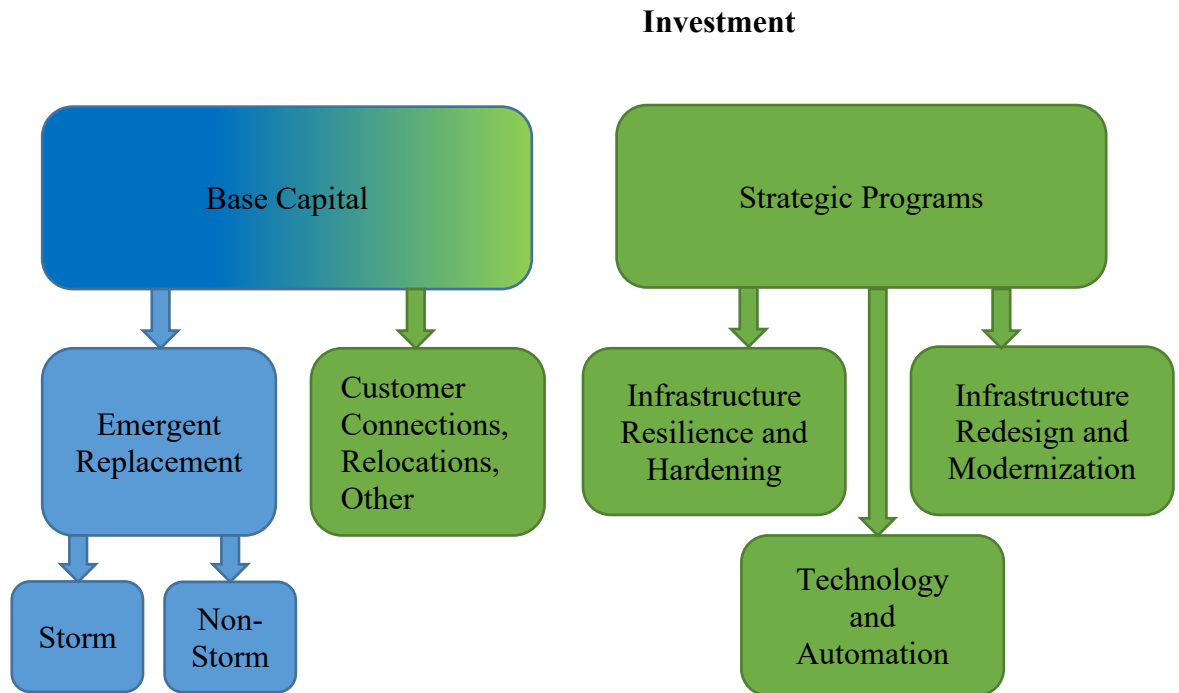 Investment
Base Capital
Strategic Programs
Emergent
Replacement
Customer
Connections,
Relocations,
Other
Infrastructure
Resilience and
Hardening
Infrastructure
Redesign and
Modernization
Storm
Non-
Storm
Technology
and
Automation